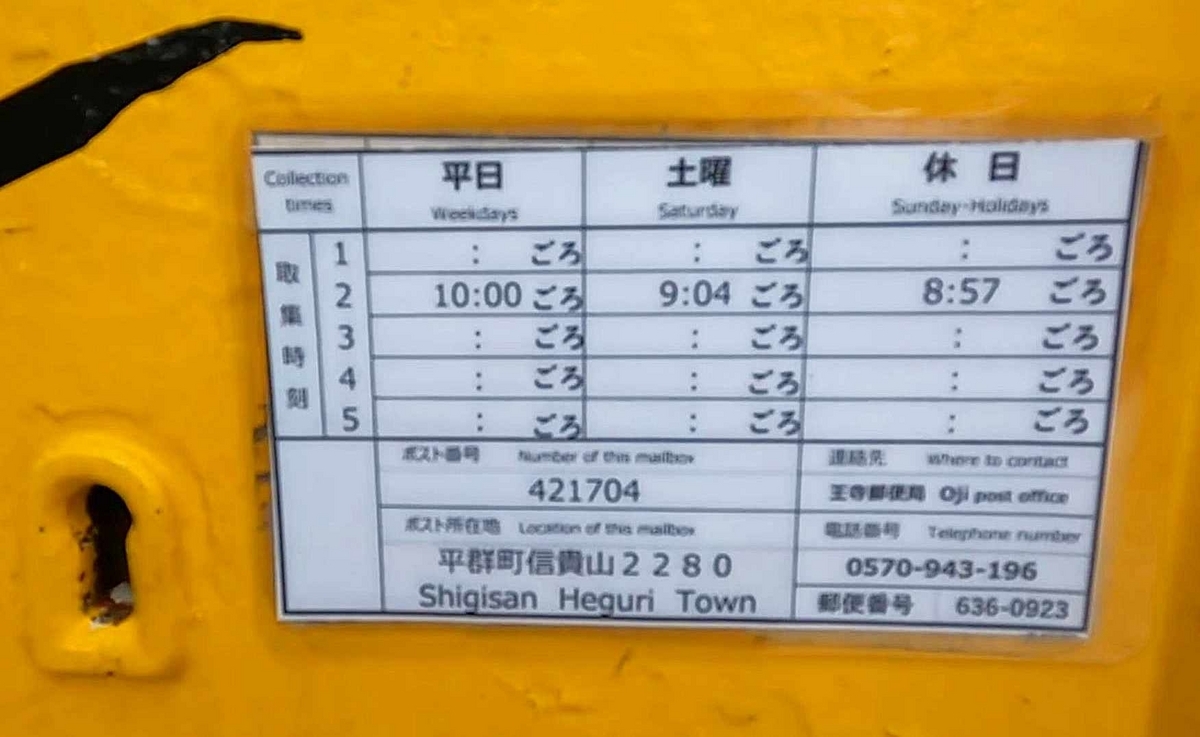 Collection times 平日 Weekdays 土曜 Saturday 休 日 Sunday-Holidays
取集時刻
1 : ごろ : ごろ : ごろ
2 10:00 ごろ 9:04 ごろ 8:57 ごろ
3 : ごろ : ごろ : ごろ
4 : ごろ : ごろ : ごろ
5 : ごろ : ごろ : ごろ
ポスト番号 Number of this mailbox
421704
ポスト所在地 Location of this mailbox
平群町信貴山2280
Shigisan Heguri Town
連絡先 Where to contact
王寺郵便局 Oji post office
電話番号 Telephone number
0570-943-196
郵便番号 636-0923